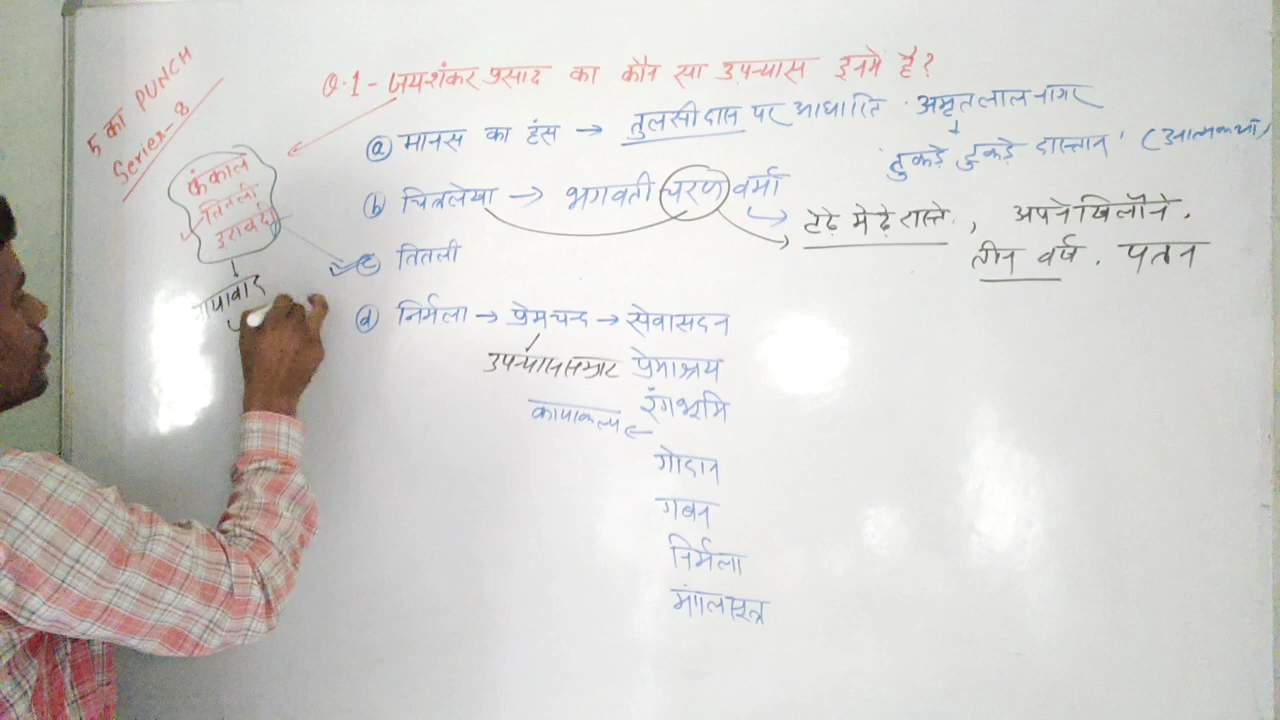 5 का PUNCH
Series-8
Q.1 - जयशंकर प्रसाद का कौन सा उपन्यास इनमे है?
कंकाल
तितली
इरावती
ⓐ मानस का हंस → तुलसीदास पर आधारित . अमृतलाल नागर
टुकड़े टुकड़े दास्तान' (आत्मकथा)
ⓑ चित्रलेखा → भगवती चरण वर्मा
टेढ़े मेढ़े रास्ते, अपने खिलौने,
तीन वर्ष. पतन
ⓒ तितली
ⓓ निर्मला → प्रेमचन्द → सेवासदन
उपन्यास सम्राट प्रेमाश्रय
कायाकल्प ← रंगभूमि
गोदान
गबन
निर्मला
मंगलसूत्र